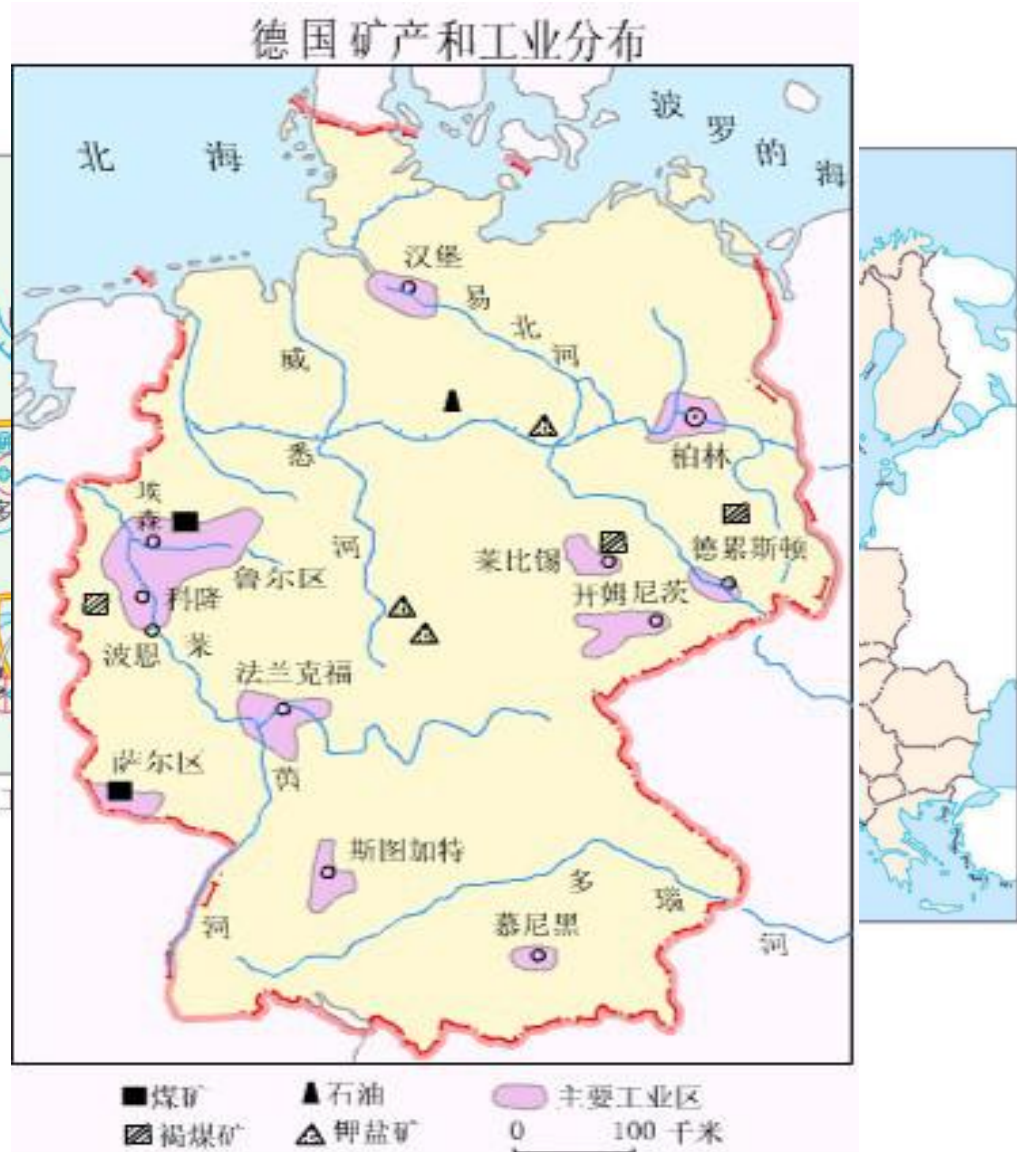 德国矿产和工业分布
北海
波罗的海
汉堡
易北河
威悉河
柏林
埃森
鲁尔区
科隆
波恩
莱茵河
莱比锡
德累斯顿
开姆尼茨
法兰克福
萨尔区
斯图加特
多瑙河
慕尼黑
煤矿
石油
主要工业区
褐煤矿
钾盐矿
0 100 千米